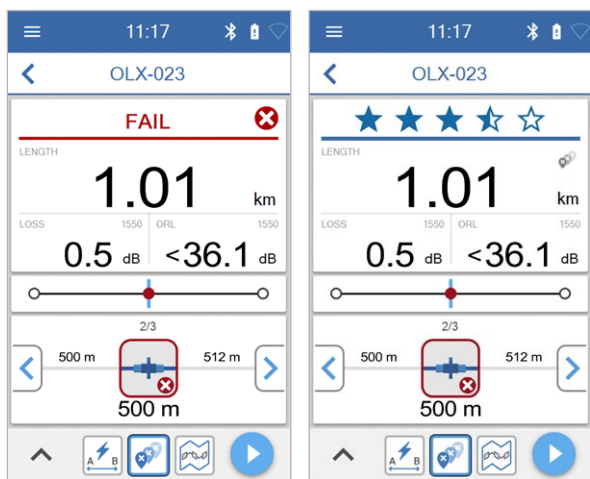 11:17
OLX-023
FAIL
LENGTH
1.01 km
LOSS 1550 ORL 1550
0.5 dB <36.1 dB
2/3
500 m 512 m
500 m
A B
11:17
OLX-023
LENGTH
1.01 km
LOSS 1550 ORL 1550
0.5 dB <36.1 dB
2/3
500 m 512 m
500 m
A B